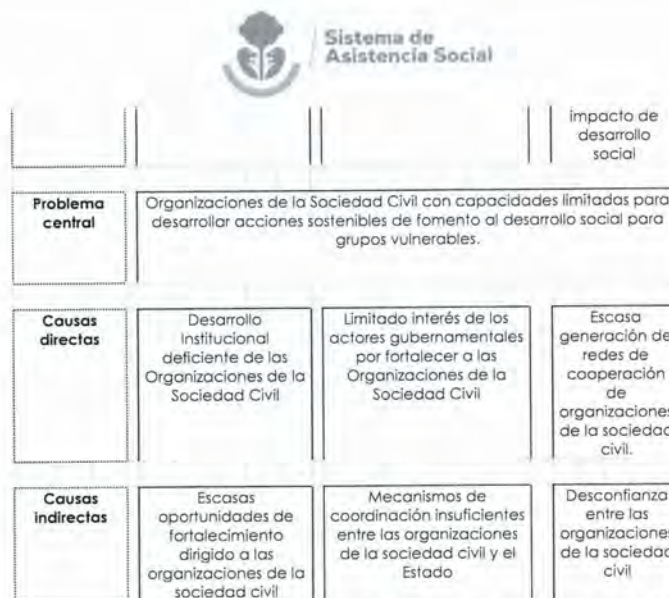 Sistema de
Asistencia Social
impacto de
desarrollo
social
Problema
central
Organizaciones de la Sociedad Civil con capacidades limitadas para
desarrollar acciones sostenibles de fomento al desarrollo social para
grupos vulnerables.
Causas
directas
Desarrollo
Institucional
deficiente de las
Organizaciones de la
Sociedad Civil
Limitado interés de los
actores gubernamentales
por fortalecer a las
Organizaciones de la
Sociedad Civil
Escasa
generación de
redes de
cooperación
de
organizaciones
de la sociedad
civil.
Causas
indirectas
Escasas
oportunidades de
fortalecimiento
dirigido a las
organizaciones de la
sociedad civil
Mecanismos de
coordinación insuficientes
entre las organizaciones
de la sociedad civil y el
Estado
Desconfianza
entre las
organizaciones
de la sociedad
civil